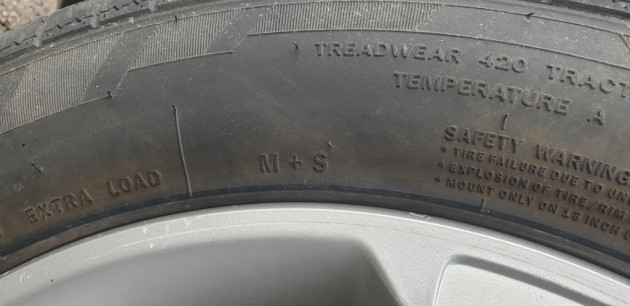 TREADWEAR 420 TRACT
TEMPERATURE A
EXTRA LOAD
M + S
SAFETY WARNING
• TIRE FAILURE DUE TO UN
• EXPLOSION OF TIRE/RIM
• MOUNT ONLY ON 16 INCH